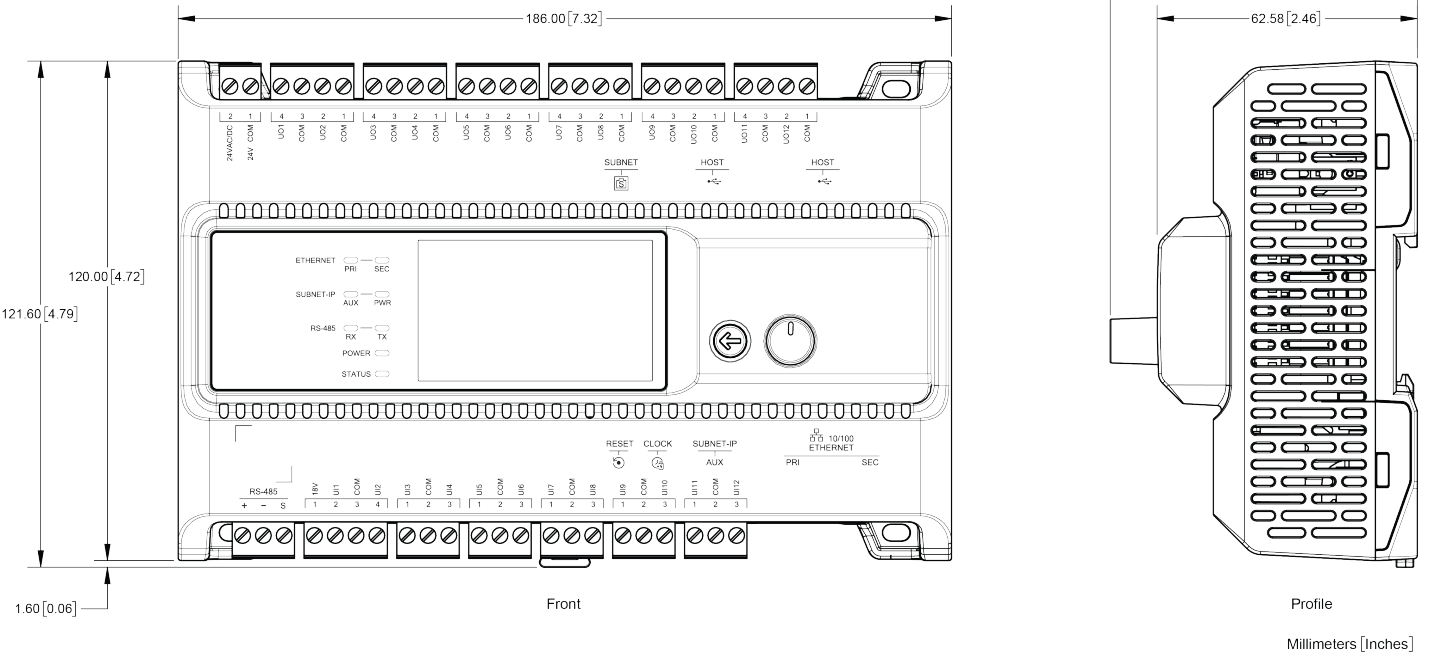 186.00[7.32]
62.58[2.46]
2 1 4 3 2 1 4 3 2 1 4 3 2 1 4 3 2 1 4 3 2 1 4 3 2 1
24VAC/DC 24V COM UO1 COM UO2 COM UO3 COM UO4 COM UO5 COM UO6 COM UO7 COM UO8 COM UO9 COM UO10 COM UO11 COM UO12 COM
SUBNET HOST HOST
ETHERNET
PRI SEC
120.00[4.72]
SUBNET-IP
AUX PWR
121.60[4.79]
RS-485
RX TX
POWER
STATUS
10/100
RESET CLOCK SUBNET-IP ETHERNET
AUX PRI SEC
RS-485 18V UI1 COM UI2 UI3 COM UI4 UI5 COM UI6 UI7 COM UI8 UI9 COM UI10 UI11 COM UI12
+ – S 1 2 3 4 1 2 3 1 2 3 1 2 3 1 2 3 1 2 3
1.60[0.06]
Front
Profile
Millimeters [Inches]